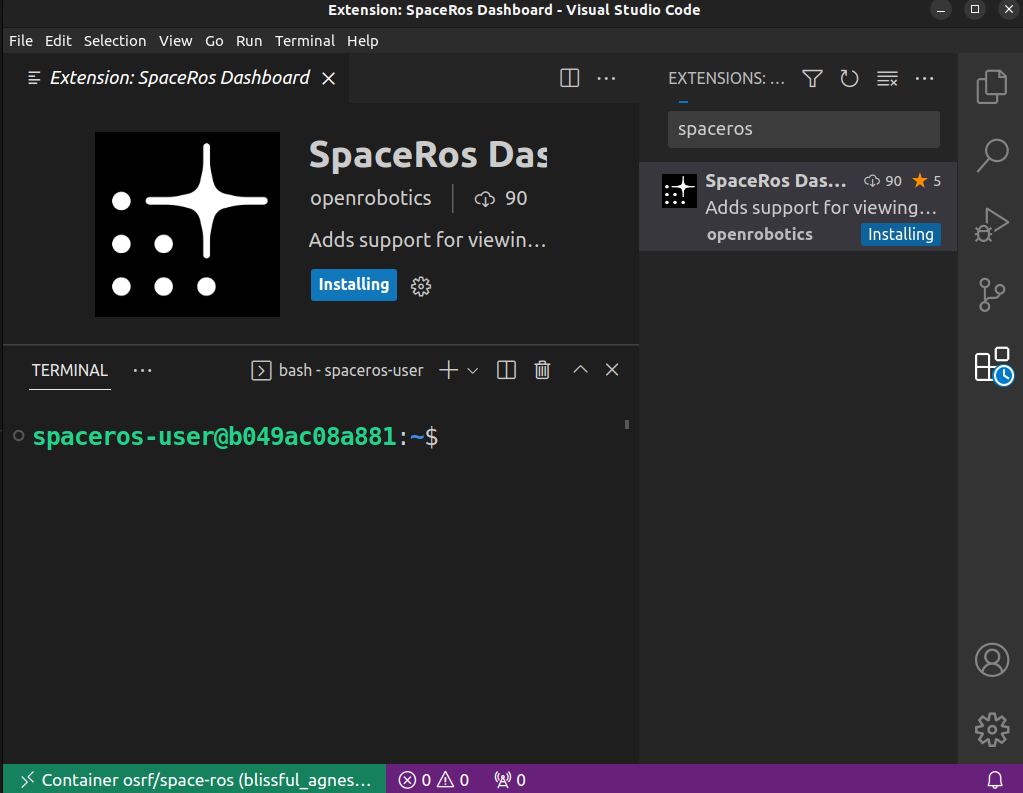 Extension: SpaceRos Dashboard - Visual Studio Code
File Edit Selection View Go Run Terminal Help
Extension: SpaceRos Dashboard
EXTENSIONS: ...
spaceros
SpaceRos Das
openrobotics 90
Adds support for viewin...
Installing
SpaceRos Das... 90 5
Adds support for viewing...
openrobotics Installing
TERMINAL ... bash - spaceros-user
spaceros-user@b049ac08a881:~$
Container osrf/space-ros (blissful_agnes... 0 0 0